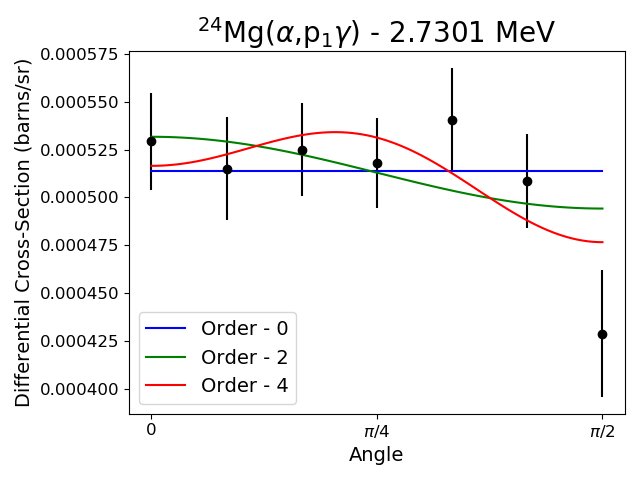 ²⁴Mg(α,p₁γ) - 2.7301 MeV
Differential Cross-Section (barns/sr)
0.000575
0.000550
0.000525
0.000500
0.000475
0.000450
0.000425
0.000400
Order - 0
Order - 2
Order - 4
0 π/4 π/2
Angle